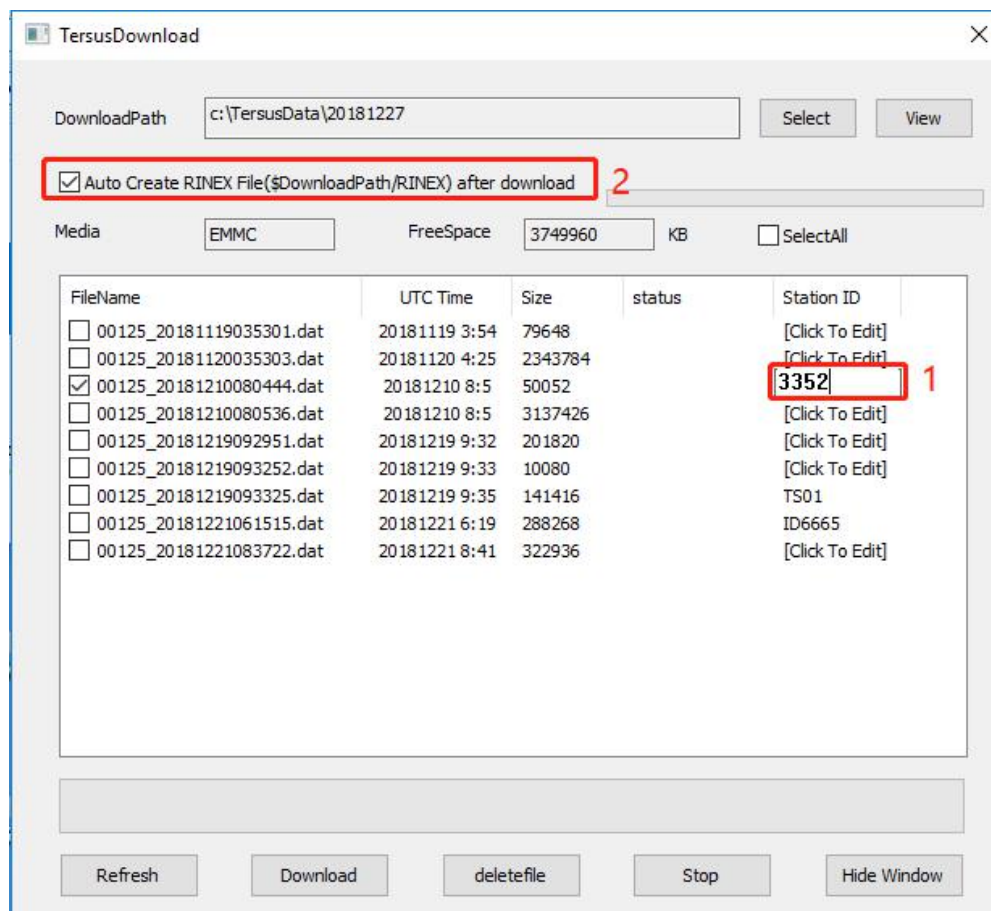 TersusDownload
DownloadPath c:\TersusData\20181227 Select View
Auto Create RINEX File($DownloadPath/RINEX) after download 2
Media EMMC FreeSpace 3749960 KB SelectAll
FileName UTC Time Size status Station ID
00125_20181119035301.dat 20181119 3:54 79648 [Click To Edit]
00125_20181120035303.dat 20181120 4:25 2343784 [Click To Edit]
00125_20181210080444.dat 20181210 8:5 50052 3352 1
00125_20181210080536.dat 20181210 8:5 3137426 [Click To Edit]
00125_20181219092951.dat 20181219 9:32 201820 [Click To Edit]
00125_20181219093252.dat 20181219 9:33 10080 [Click To Edit]
00125_20181219093325.dat 20181219 9:35 141416 TS01
00125_20181221061515.dat 20181221 6:19 288268 ID6665
00125_20181221083722.dat 20181221 8:41 322936 [Click To Edit]
Refresh Download deletefile Stop Hide Window